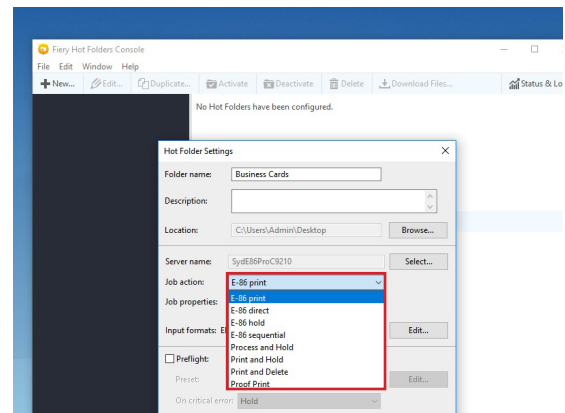 Fiery Hot Folders Console
File Edit Window Help
New... Edit... Duplicate... Activate Deactivate Delete Download Files... Status & Lo
No Hot Folders have been configured.
Hot Folder Settings
Folder name: Business Cards
Description:
Location: C:\Users\Admin\Desktop Browse...
Server name: SydE86ProC9210 Select...
Job action: E-86 print
Job properties: E-86 print
E-86 direct
E-86 hold
Input formats: E-86 sequential Edit...
Process and Hold
Preflight: Print and Hold
Print and Delete
Preset: Proof Print Edit...
On critical error: Hold